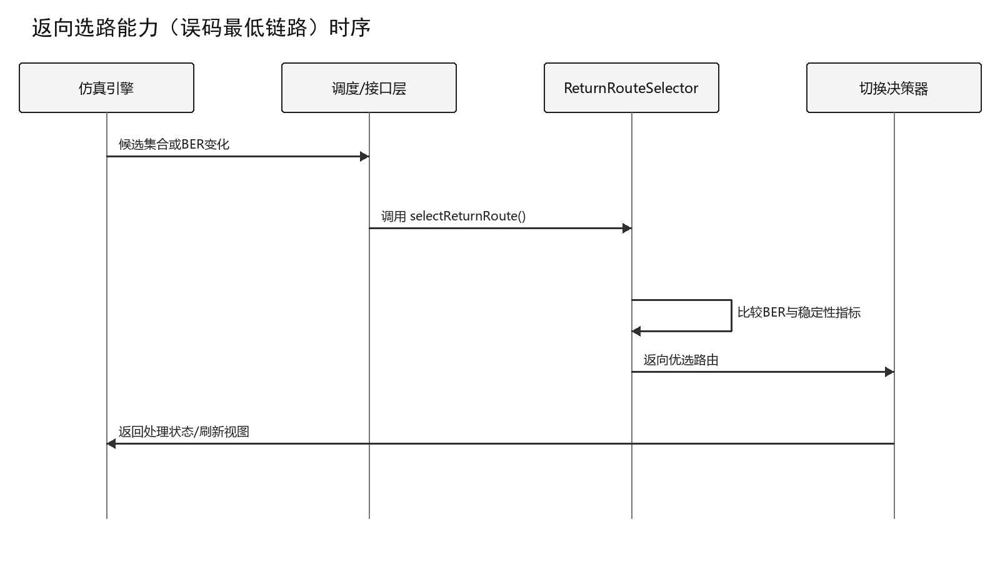 返向选路能力（误码最低链路）时序
仿真引擎
调度/接口层
ReturnRouteSelector
切换决策器
候选集合或BER变化
调用 selectReturnRoute()
比较BER与稳定性指标
返向优选路由
返回处理状态/刷新视图